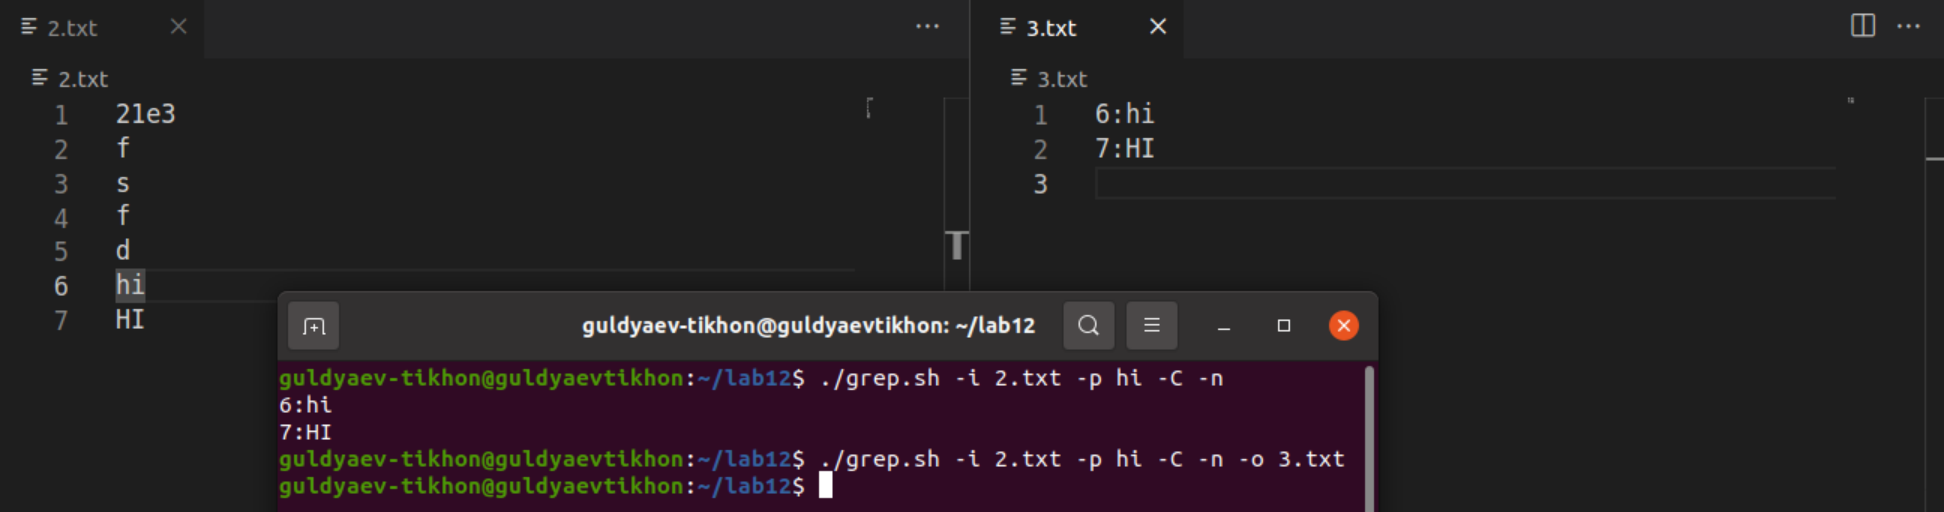 2.txt
2.txt
1 21e3
2 f
3 s
4 f
5 d
6 hi
7 HI
3.txt
3.txt
1 6:hi
2 7:HI
3
guldyaev-tikhon@guldyaevtikhon: ~/lab12
guldyaev-tikhon@guldyaevtikhon:~/lab12$ ./grep.sh -i 2.txt -p hi -C -n
6:hi
7:HI
guldyaev-tikhon@guldyaevtikhon:~/lab12$ ./grep.sh -i 2.txt -p hi -C -n -o 3.txt
guldyaev-tikhon@guldyaevtikhon:~/lab12$